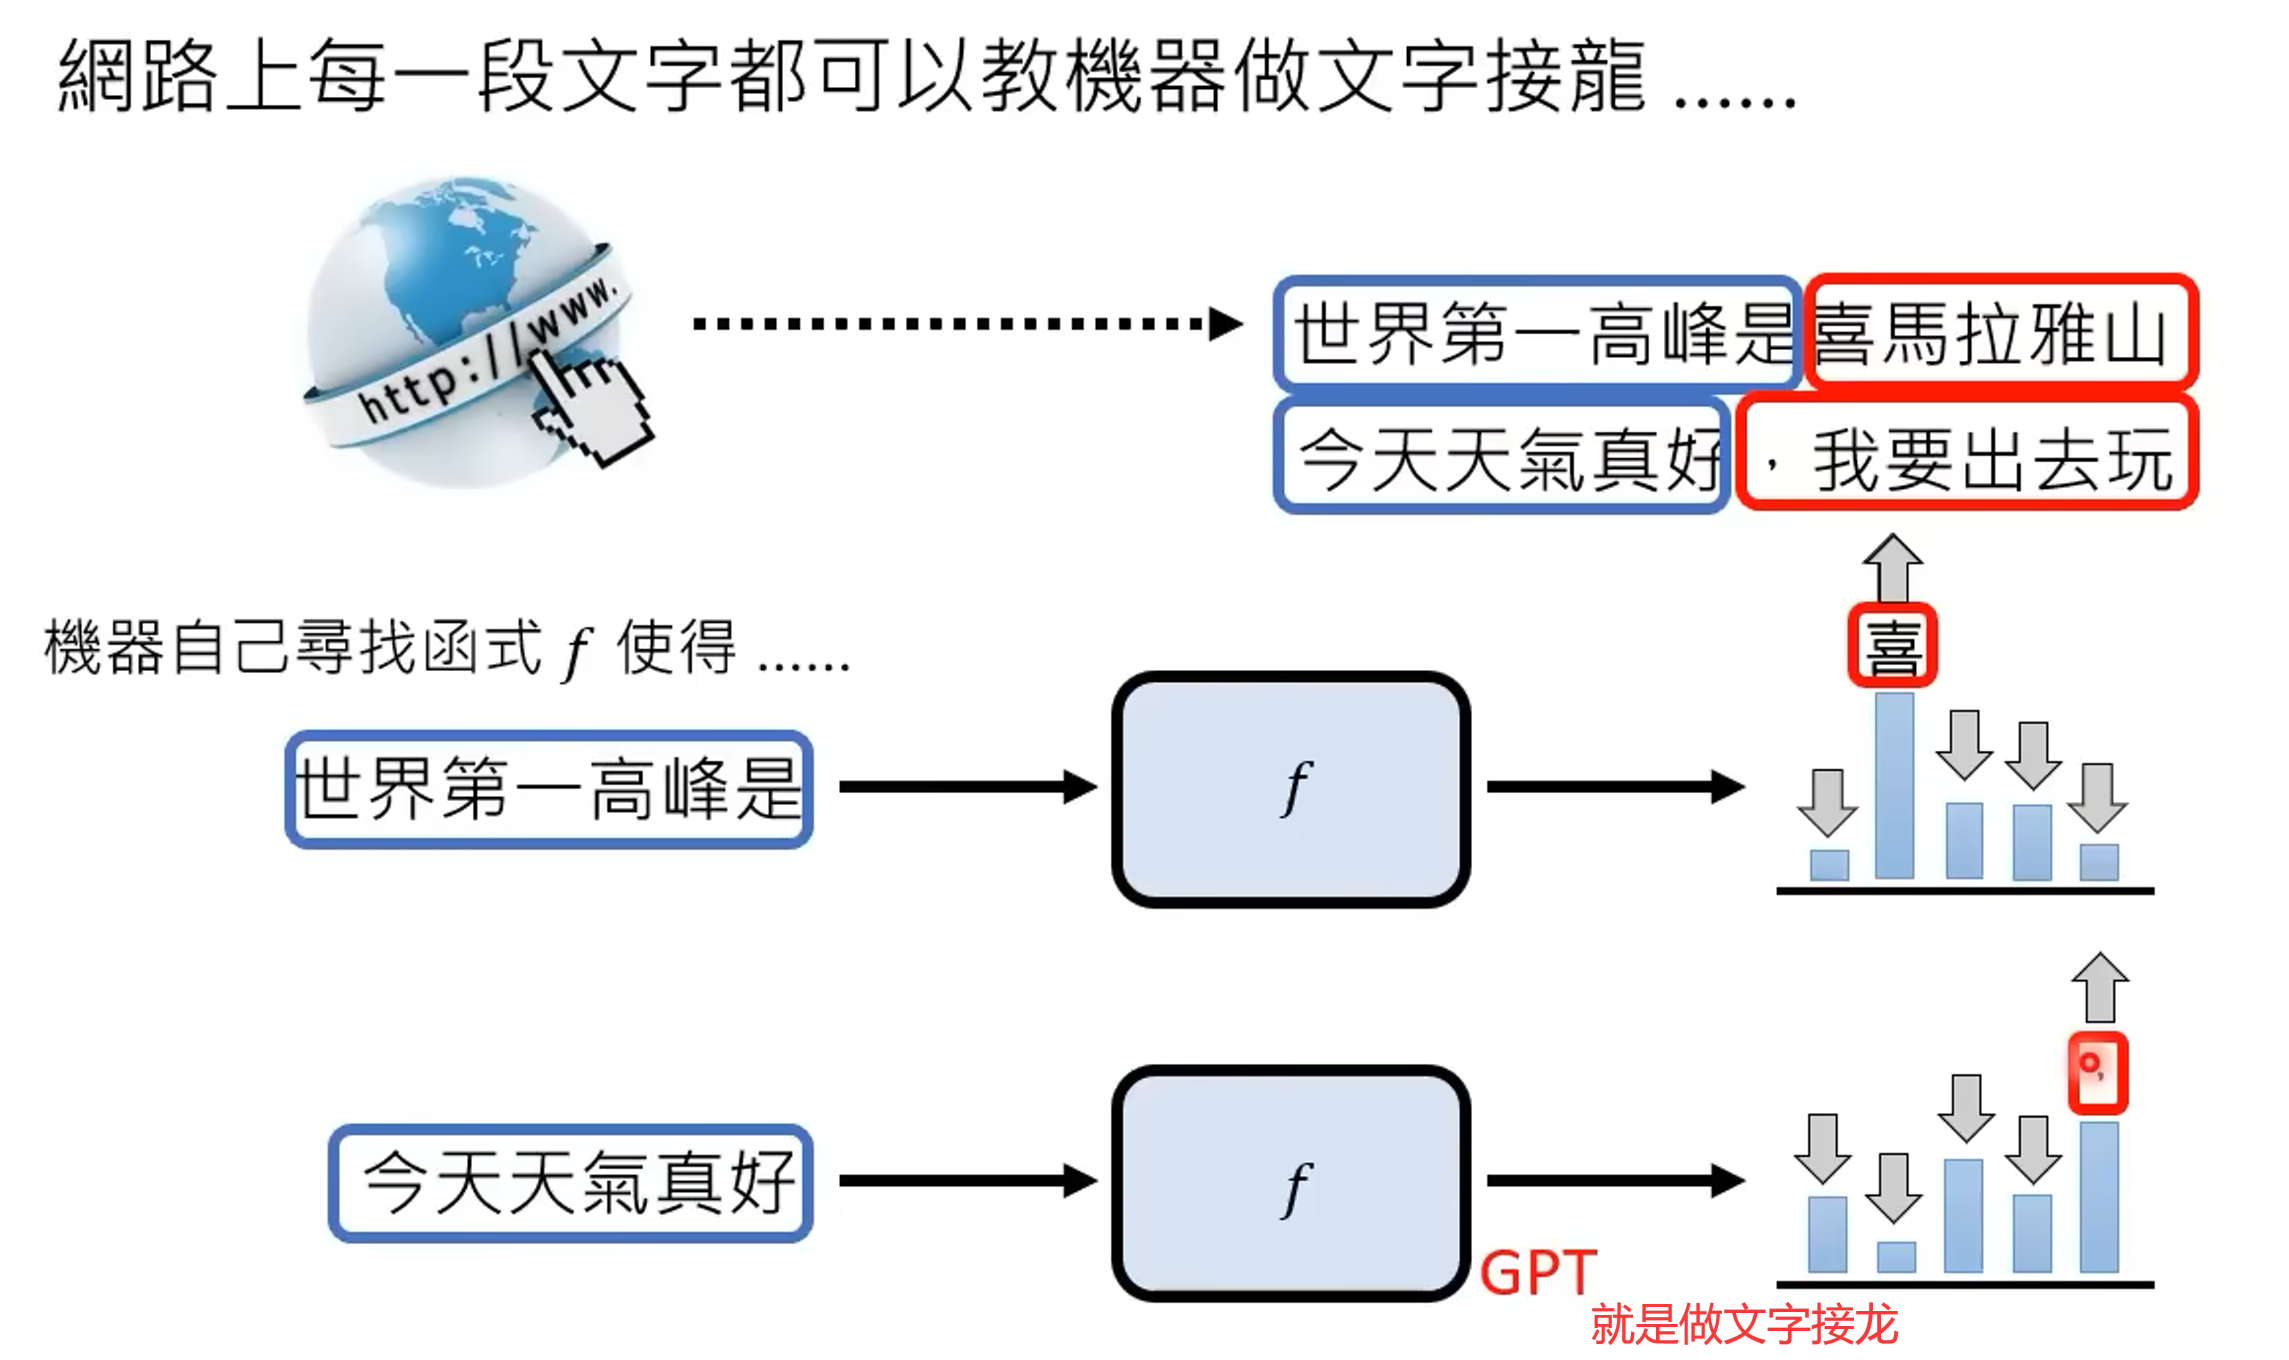 網路上每一段文字都可以教機器做文字接龍 ......
http://www.
世界第一高峰是喜馬拉雅山
今天天氣真好，我要出去玩
機器自己尋找函式 f 使得 ......
喜
世界第一高峰是
f
，
今天天氣真好
f
GPT
就是做文字接龙